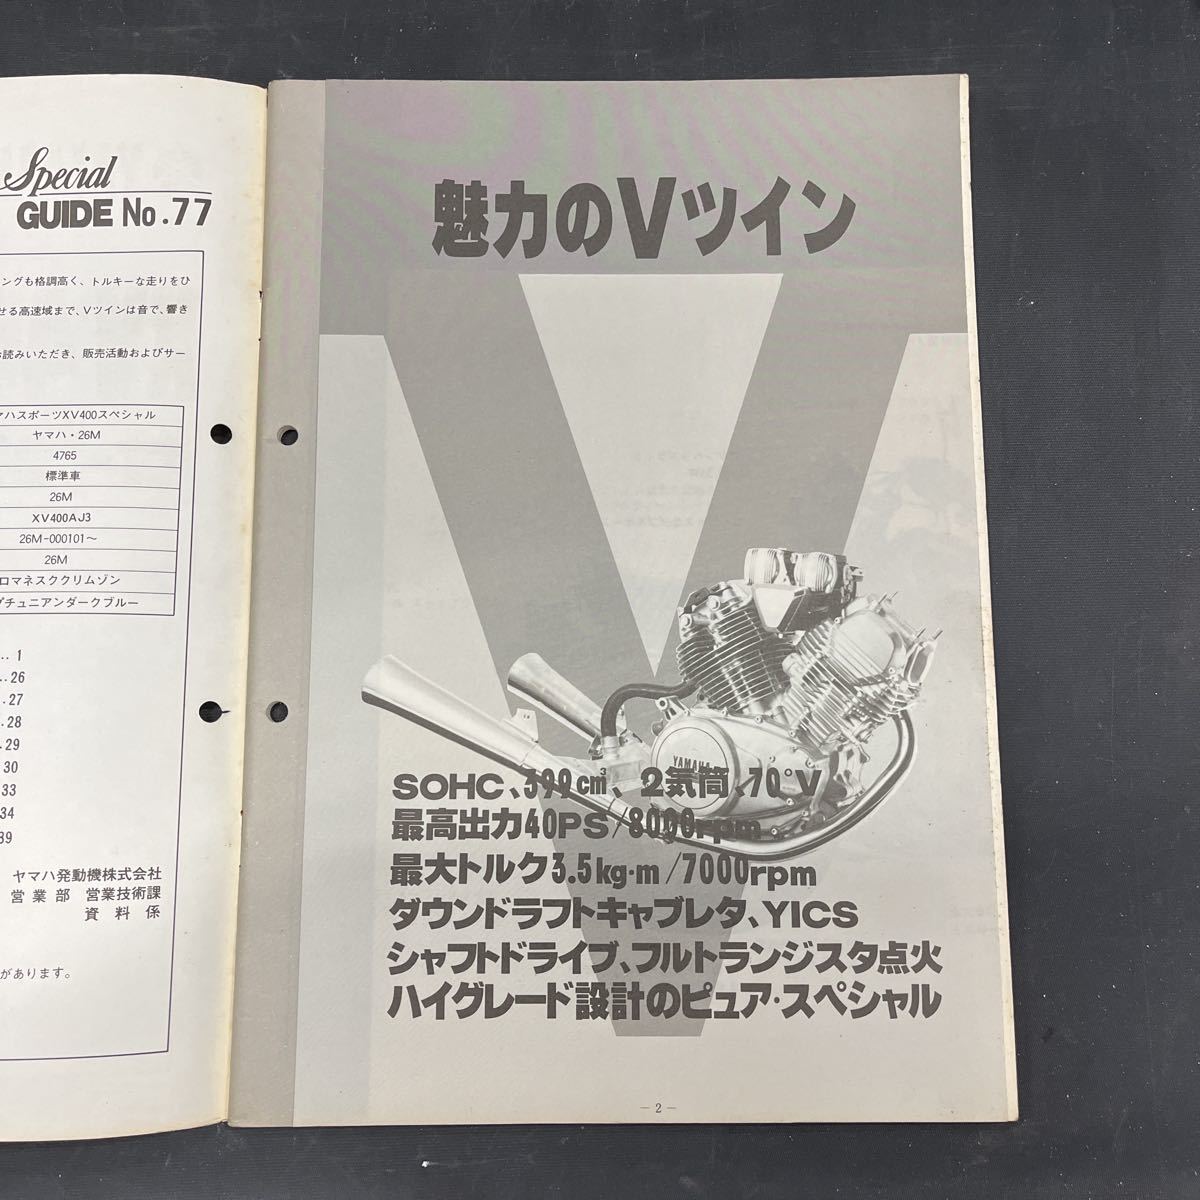 Special
GUIDE No.77
ングも格調高く、トルキーな走りをひ
せる高速域まで、Vツインは音で、響き
お読みいただき、販売活動およびサー
マハスポーツXV400スペシャル
ヤマハ・26M
4765
標準車
26M
XV400AJ3
26M-000101～
26M
ロマネスククリムゾン
プチュニアンダークブルー
‥1
‥26
‥27
‥28
‥29
30
33
34
39
ヤマハ発動機株式会社
営業部 営業技術課
資料係
があります。
魅力のVツイン
YAMAHA
SOHC、399cm³、2気筒、70°V
最高出力40PS/8000rpm
最大トルク3.5kg·m/7000rpm
ダウンドラフトキャブレタ、YICS
シャフトドライブ、フルトランジスタ点火
ハイグレード設計のピュア・スペシャル
— 2 —